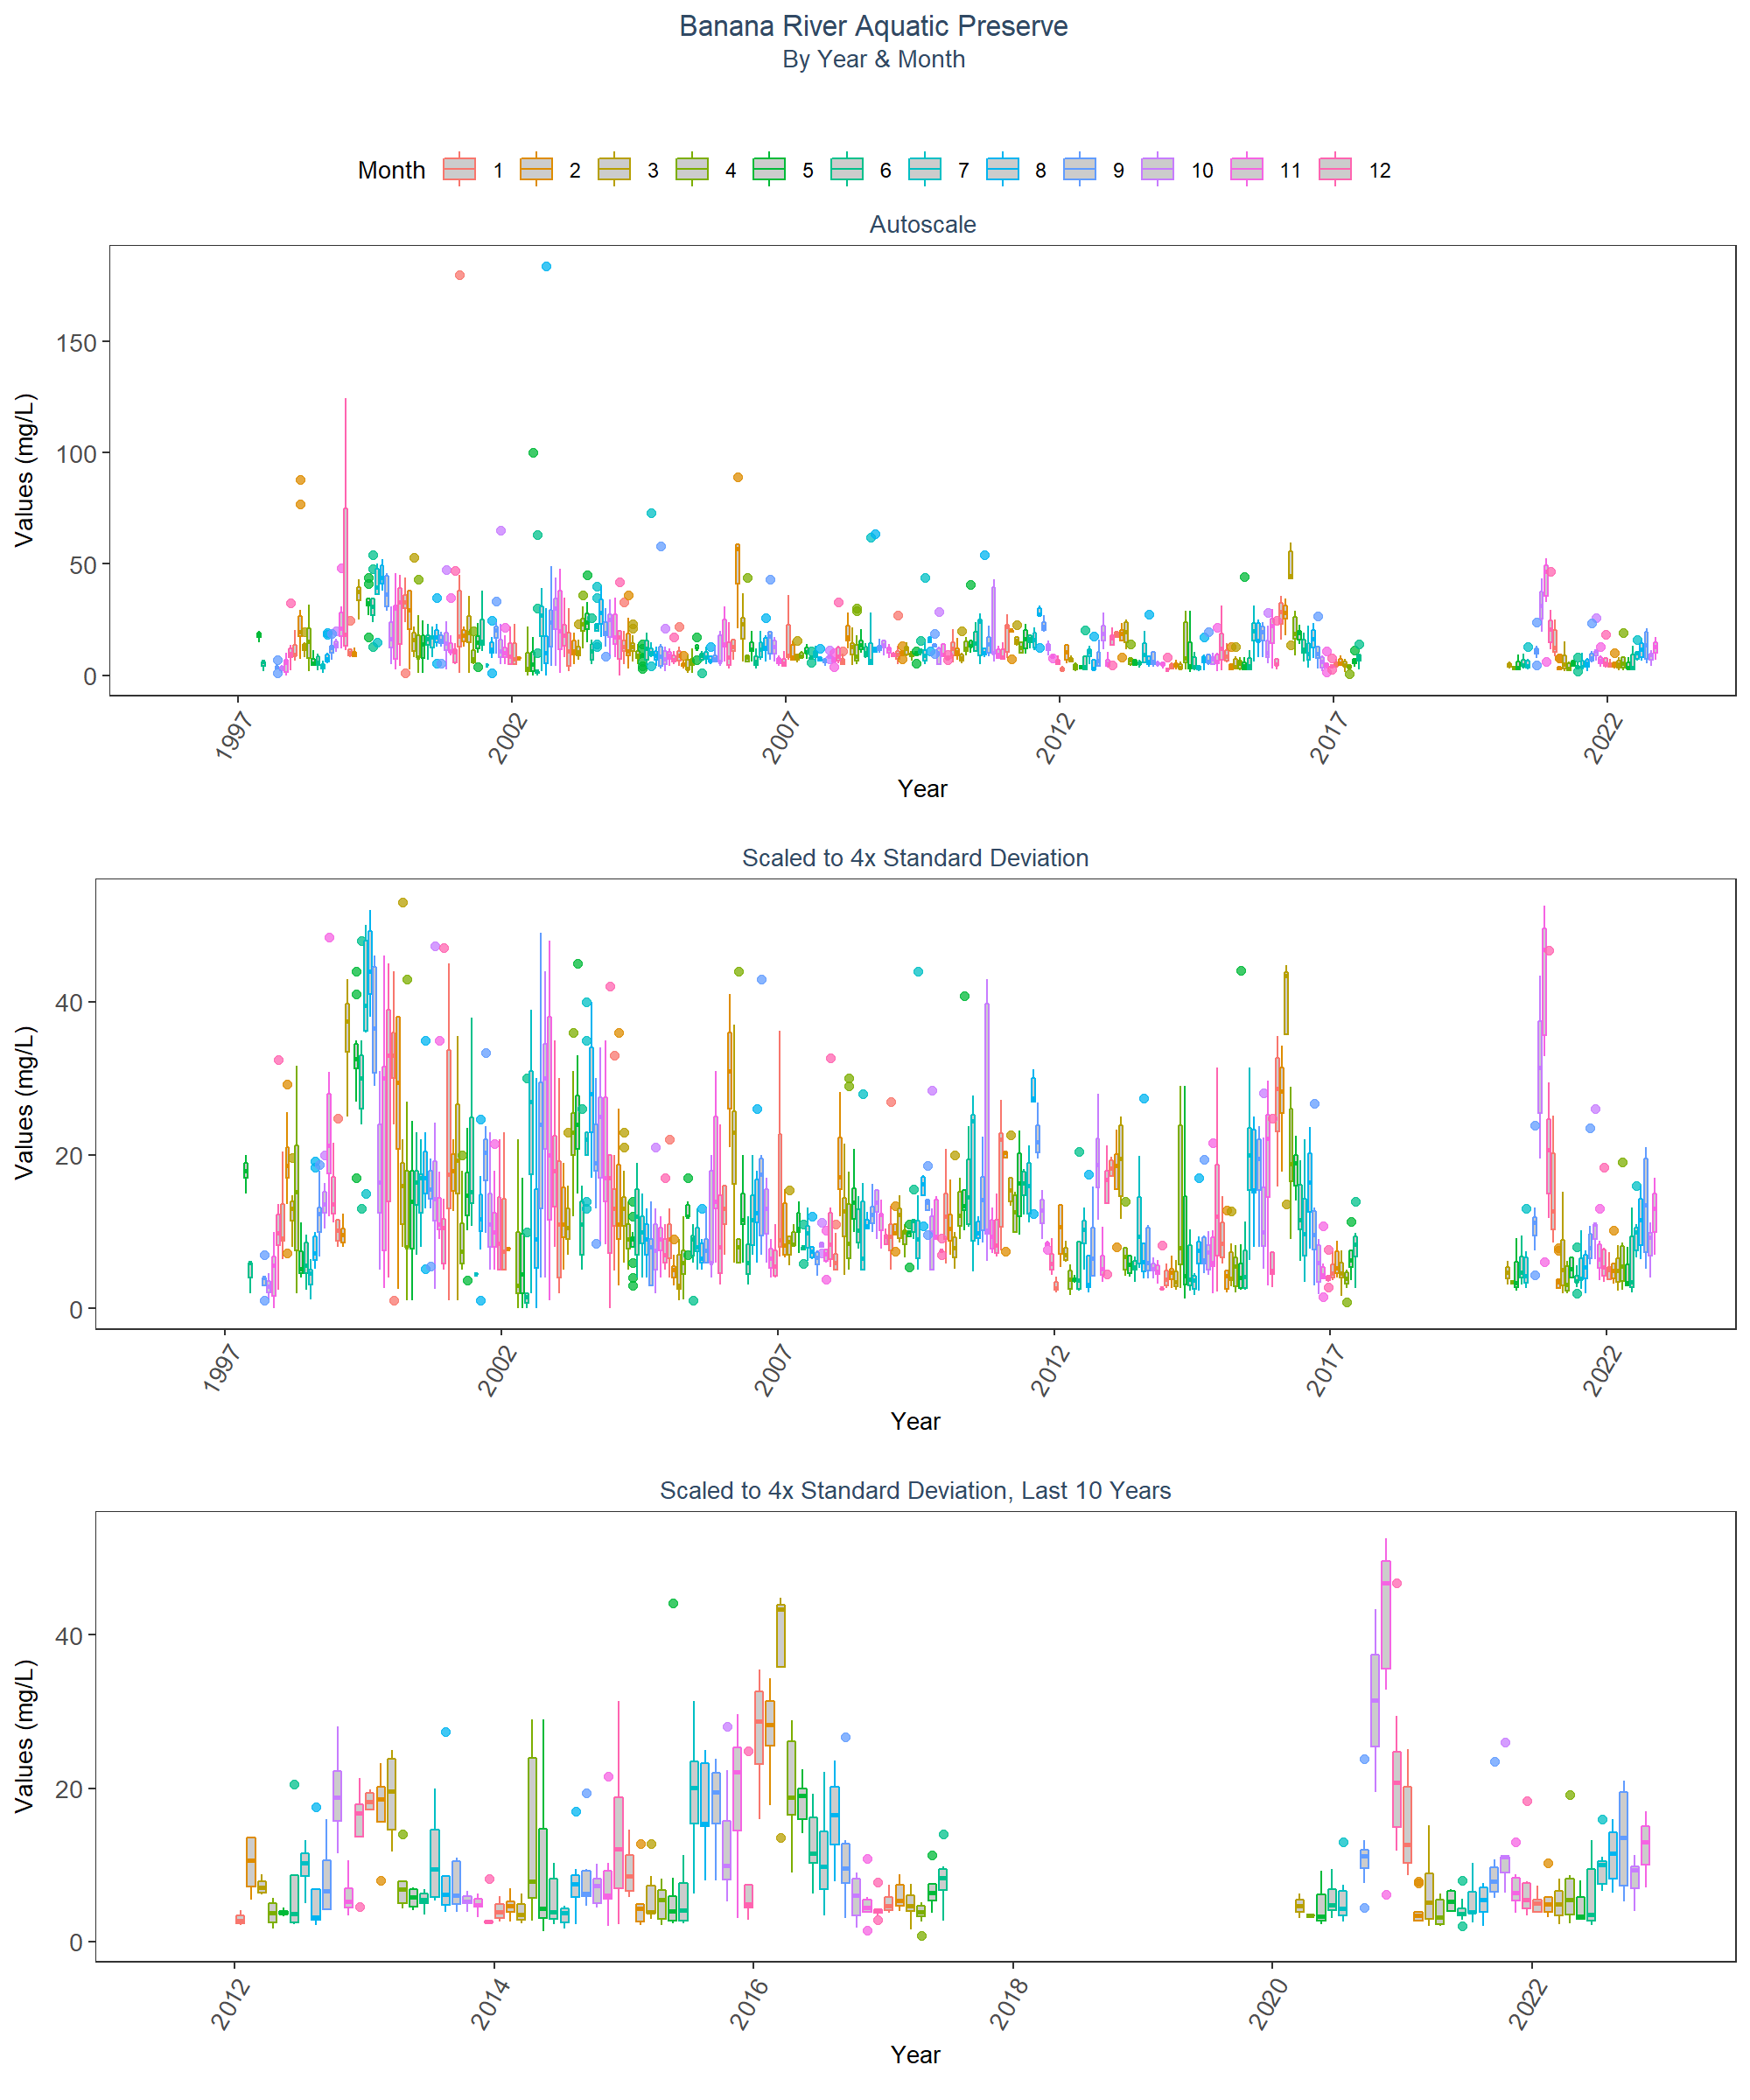 Banana River Aquatic Preserve
By Year & Month
Month 1 2 3 4 5 6 7 8 9 10 11 12
Autoscale
Values (mg/L)
150
100
50
0
1997 2002 2007 2012 2017 2022
Year
Scaled to 4x Standard Deviation
Values (mg/L)
40
20
0
1997 2002 2007 2012 2017 2022
Year
Scaled to 4x Standard Deviation, Last 10 Years
Values (mg/L)
40
20
0
2012 2014 2016 2018 2020 2022
Year